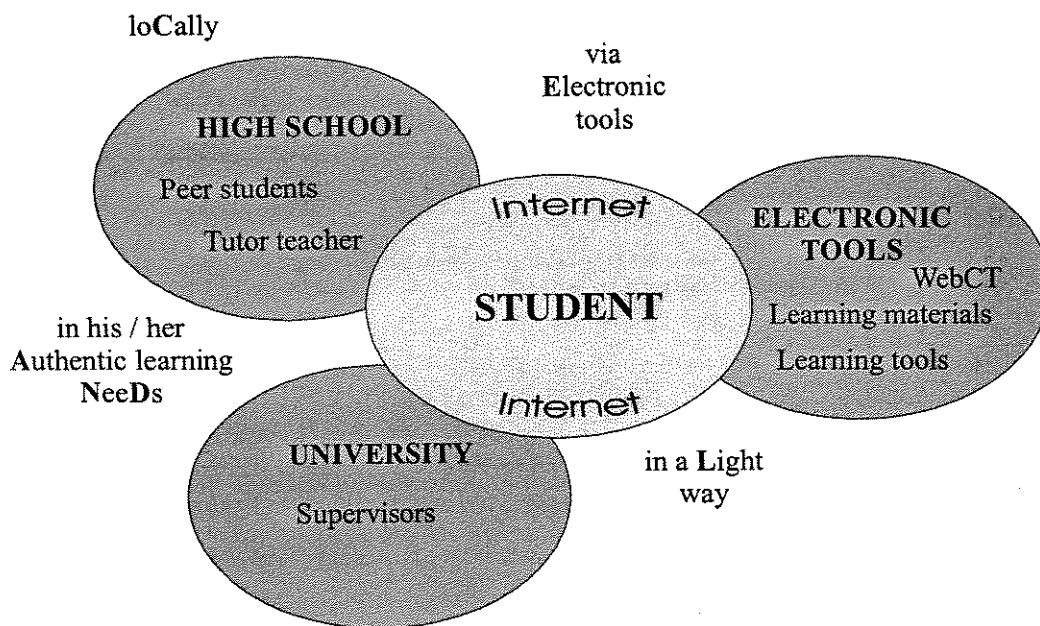 loCally
via
Electronic
tools
HIGH SCHOOL
Peer students
Tutor teacher
Internet
STUDENT
Internet
ELECTRONIC
TOOLS
WebCT
Learning materials
Learning tools
in his / her
Authentic learning
NeeDs
UNIVERSITY
Supervisors
in a Light
way